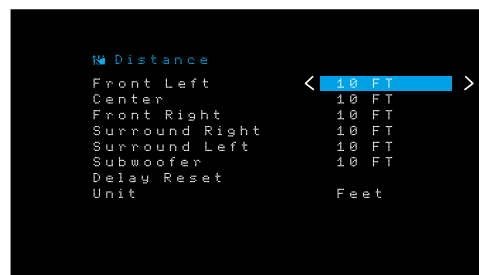 Distance
Front Left < 10 FT >
Center 10 FT
Front Right 10 FT
Surround Right 10 FT
Surround Left 10 FT
Subwoofer 10 FT
Delay Reset
Unit Feet